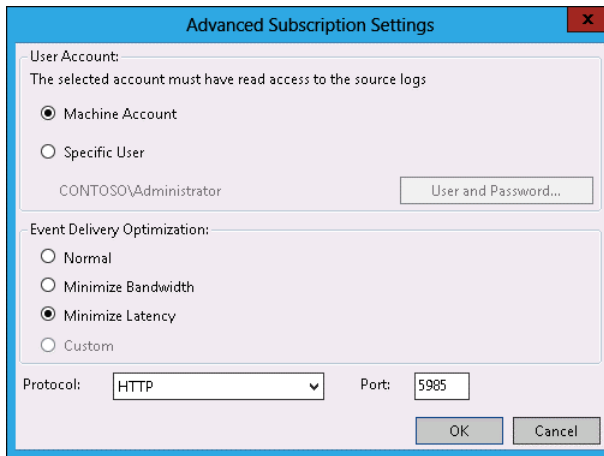 Advanced Subscription Settings
x
User Account:
The selected account must have read access to the source logs
Machine Account
Specific User
CONTOSO\Administrator
User and Password...
Event Delivery Optimization:
Normal
Minimize Bandwidth
Minimize Latency
Custom
Protocol: HTTP Port: 5985
OK Cancel